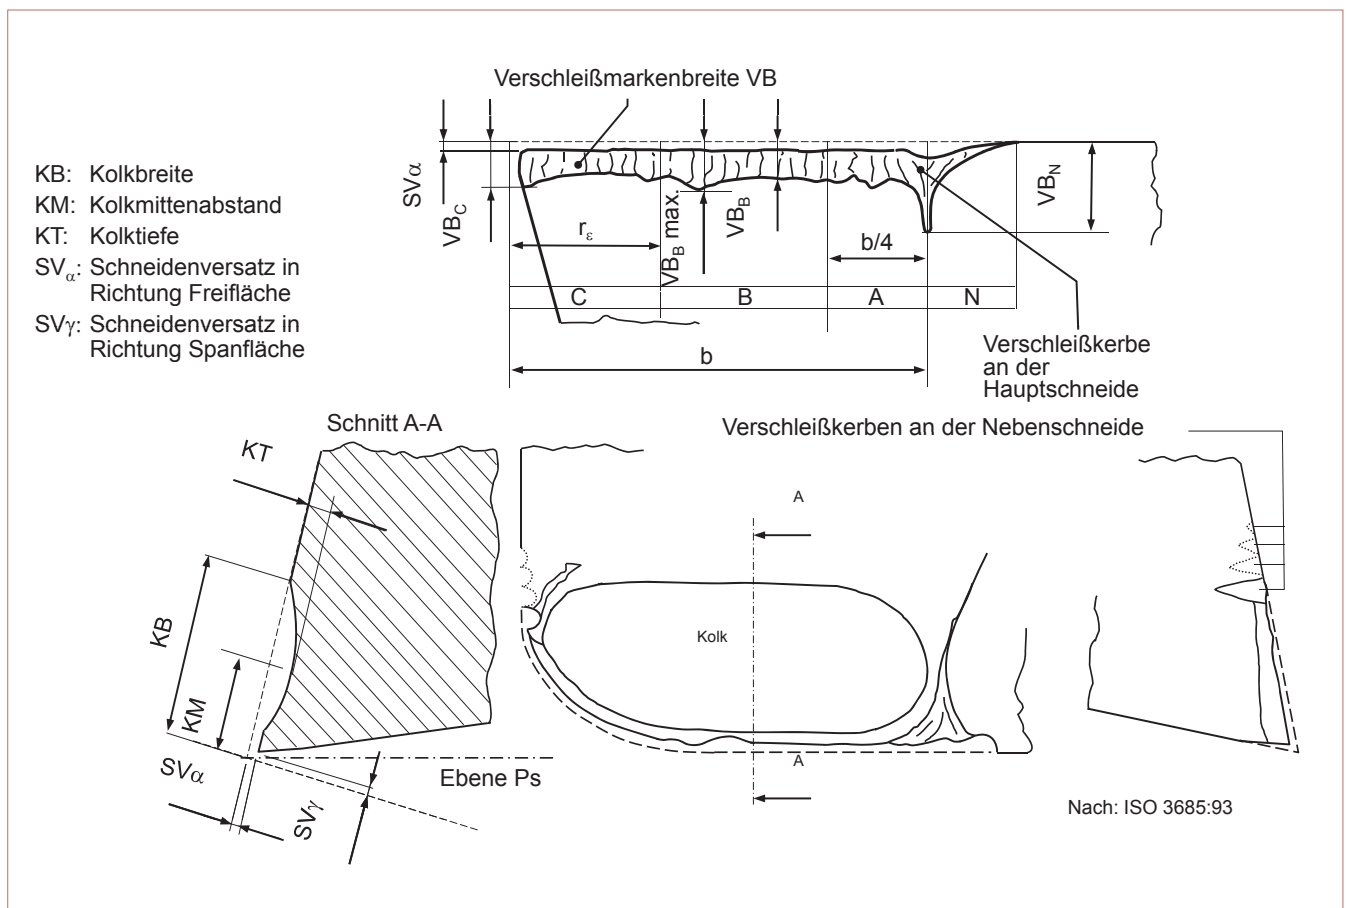 Verschleißmarkenbreite VB
KB: Kolkbreite
KM: Kolkmittenabstand
KT: Kolktiefe
SVα: Schneidenversatz in
Richtung Freifläche
SVγ: Schneidenversatz in
Richtung Spanfläche
SVα
VBC
rε
VBB max.
VBB
b/4
VBN
C
B
A
N
b
Verschleißkerbe
an der
Hauptschneide
Schnitt A-A
Verschleißkerben an der Nebenschneide
KT
KB
KM
SVα
SVγ
Ebene Ps
A
Kolk
A
Nach: ISO 3685:93